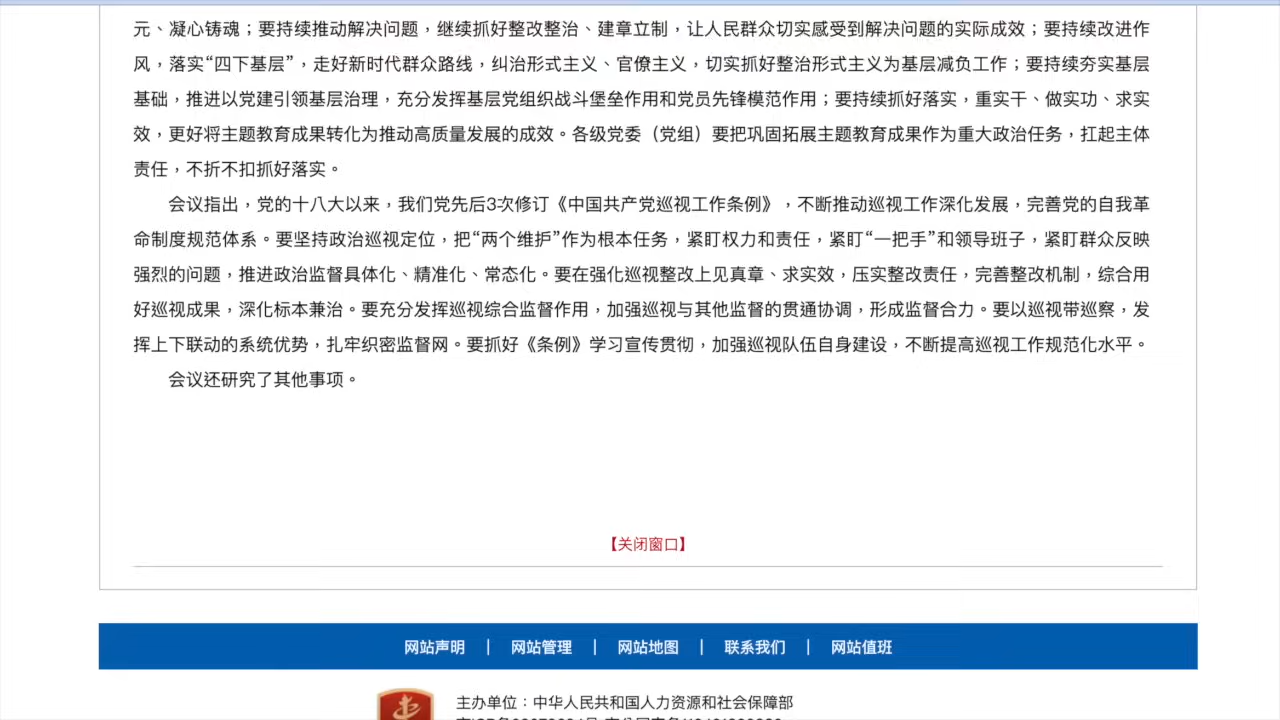 元、凝心铸魂；要持续推动解决问题，继续抓好整改整治、建章立制，让人民群众切实感受到解决问题的实际成效；要持续改进作
风，落实“四下基层”，走好新时代群众路线，纠治形式主义、官僚主义，切实抓好整治形式主义为基层减负工作；要持续夯实基层
基础，推进以党建引领基层治理，充分发挥基层党组织战斗堡垒作用和党员先锋模范作用；要持续抓好落实，重实干、做实功、求实
效，更好将主题教育成果转化为推动高质量发展的成效。各级党委（党组）要把巩固拓展主题教育成果作为重大政治任务，扛起主体
责任，不折不扣抓好落实。
会议指出，党的十八大以来，我们党先后3次修订《中国共产党巡视工作条例》，不断推动巡视工作深化发展，完善党的自我革
命制度规范体系。要坚持政治巡视定位，把“两个维护”作为根本任务，紧盯权力和责任，紧盯“一把手”和领导班子，紧盯群众反映
强烈的问题，推进政治监督具体化、精准化、常态化。要在强化巡视整改上见真章、求实效，压实整改责任，完善整改机制，综合用
好巡视成果，深化标本兼治。要充分发挥巡视综合监督作用，加强巡视与其他监督的贯通协调，形成监督合力。要以巡视带巡察，发
挥上下联动的系统优势，扎牢织密监督网。要抓好《条例》学习宣传贯彻，加强巡视队伍自身建设，不断提高巡视工作规范化水平。
会议还研究了其他事项。
【关闭窗口】
网站声明 | 网站管理 | 网站地图 | 联系我们 | 网站值班
主办单位：中华人民共和国人力资源和社会保障部